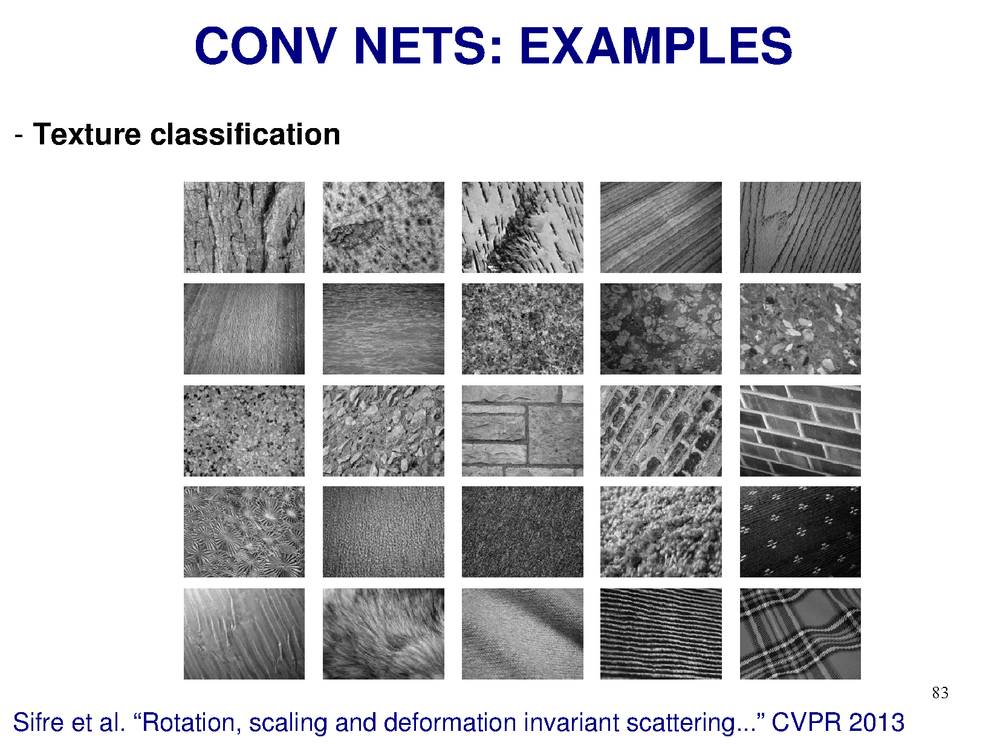 CONV NETS: EXAMPLES
- Texture classification
83
Sifre et al. “Rotation, scaling and deformation invariant scattering...” CVPR 2013